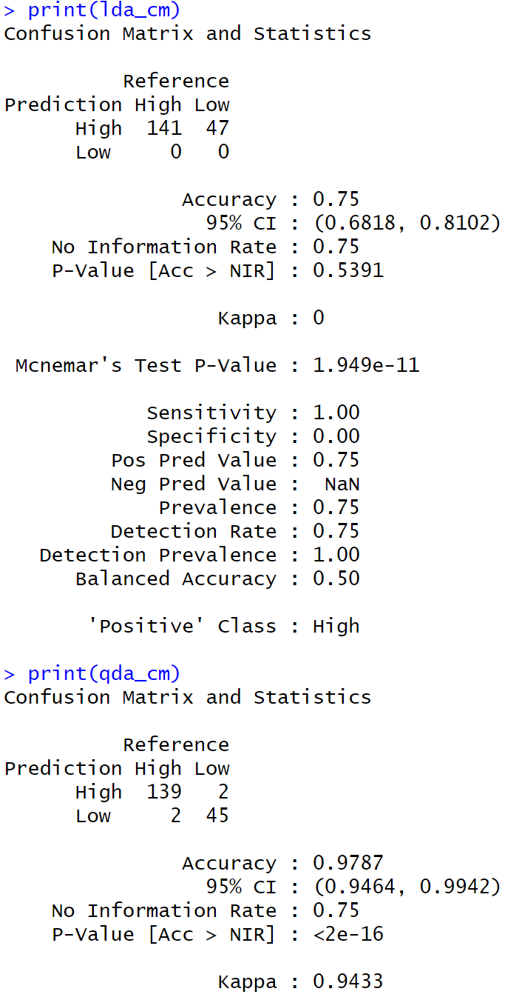 > print(lda_cm)
Confusion Matrix and Statistics
Reference
Prediction High Low
High 141 47
Low 0 0
Accuracy : 0.75
95% CI : (0.6818, 0.8102)
No Information Rate : 0.75
P-Value [Acc > NIR] : 0.5391
Kappa : 0
Mcnemar's Test P-Value : 1.949e-11
Sensitivity : 1.00
Specificity : 0.00
Pos Pred Value : 0.75
Neg Pred Value : NaN
Prevalence : 0.75
Detection Rate : 0.75
Detection Prevalence : 1.00
Balanced Accuracy : 0.50
'Positive' Class : High
> print(qda_cm)
Confusion Matrix and Statistics
Reference
Prediction High Low
High 139 2
Low 2 45
Accuracy : 0.9787
95% CI : (0.9464, 0.9942)
No Information Rate : 0.75
P-Value [Acc > NIR] : <2e-16
Kappa : 0.9433